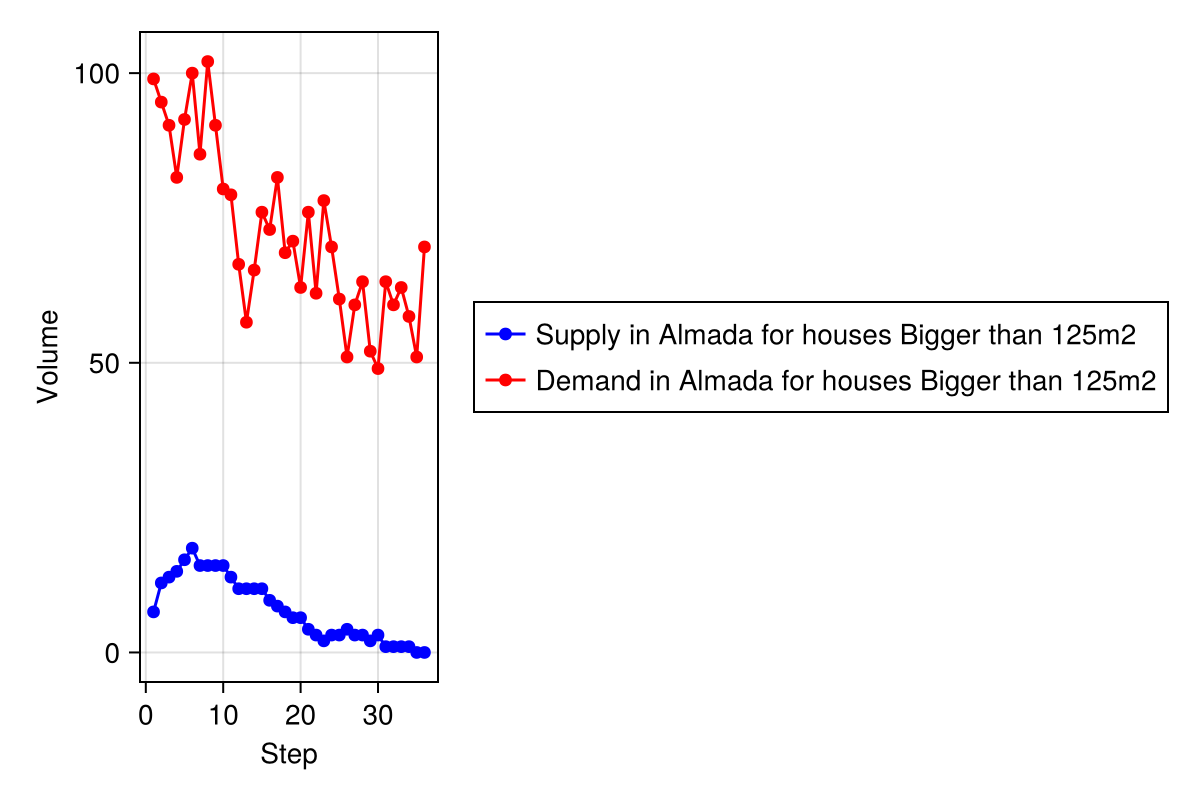 100
50
0
Volume
0 10 20 30
Step
Supply in Almada for houses Bigger than 125m2
Demand in Almada for houses Bigger than 125m2